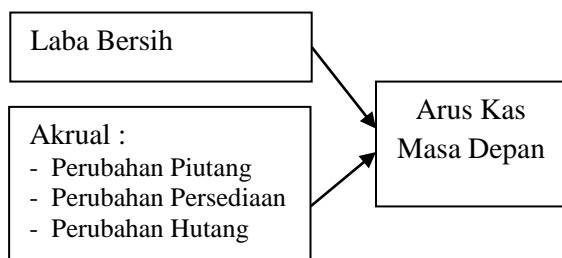 Laba Bersih
Akrual :
- Perubahan Piutang
- Perubahan Persediaan
- Perubahan Hutang
Arus Kas
Masa Depan